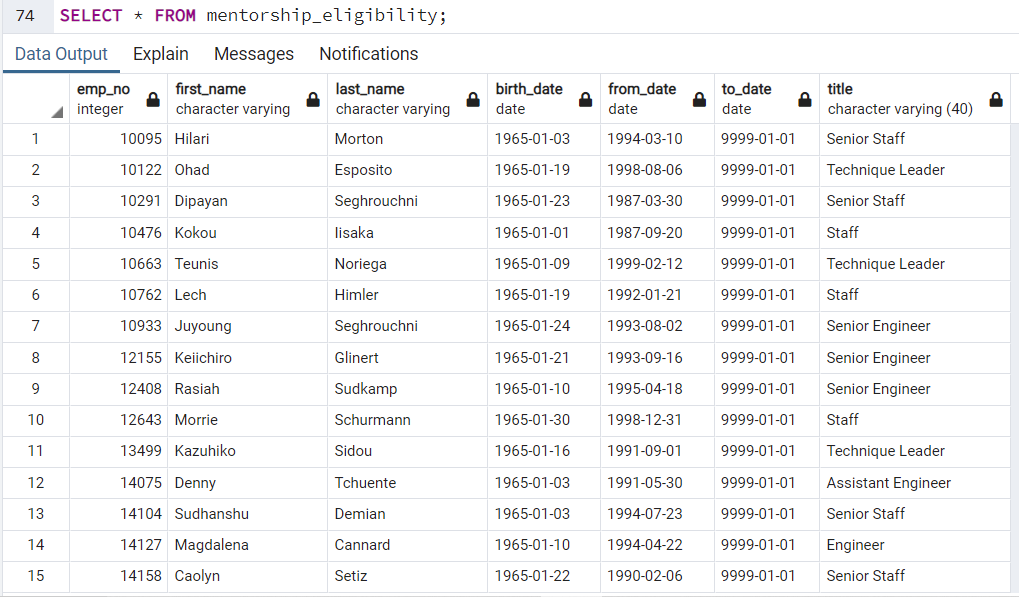 74 SELECT * FROM mentorship_eligibility;
Data Output Explain Messages Notifications
emp_no first_name last_name birth_date from_date to_date title
integer character varying character varying date date date character varying (40)
1 10095 Hilari Morton 1965-01-03 1994-03-10 9999-01-01 Senior Staff
2 10122 Ohad Esposito 1965-01-19 1998-08-06 9999-01-01 Technique Leader
3 10291 Dipayan Seghrouchni 1965-01-23 1987-03-30 9999-01-01 Senior Staff
4 10476 Kokou Iisaka 1965-01-01 1987-09-20 9999-01-01 Staff
5 10663 Teunis Noriega 1965-01-09 1999-02-12 9999-01-01 Technique Leader
6 10762 Lech Himler 1965-01-19 1992-01-21 9999-01-01 Staff
7 10933 Juyoung Seghrouchni 1965-01-24 1993-08-02 9999-01-01 Senior Engineer
8 12155 Keiichiro Glinert 1965-01-21 1993-09-16 9999-01-01 Senior Engineer
9 12408 Rasiah Sudkamp 1965-01-10 1995-04-18 9999-01-01 Senior Engineer
10 12643 Morrie Schurmann 1965-01-30 1998-12-31 9999-01-01 Staff
11 13499 Kazuhiko Sidou 1965-01-16 1991-09-01 9999-01-01 Technique Leader
12 14075 Denny Tchuente 1965-01-03 1991-05-30 9999-01-01 Assistant Engineer
13 14104 Sudhanshu Demian 1965-01-03 1994-07-23 9999-01-01 Senior Staff
14 14127 Magdalena Cannard 1965-01-10 1994-04-22 9999-01-01 Engineer
15 14158 Caolyn Setiz 1965-01-22 1990-02-06 9999-01-01 Senior Staff